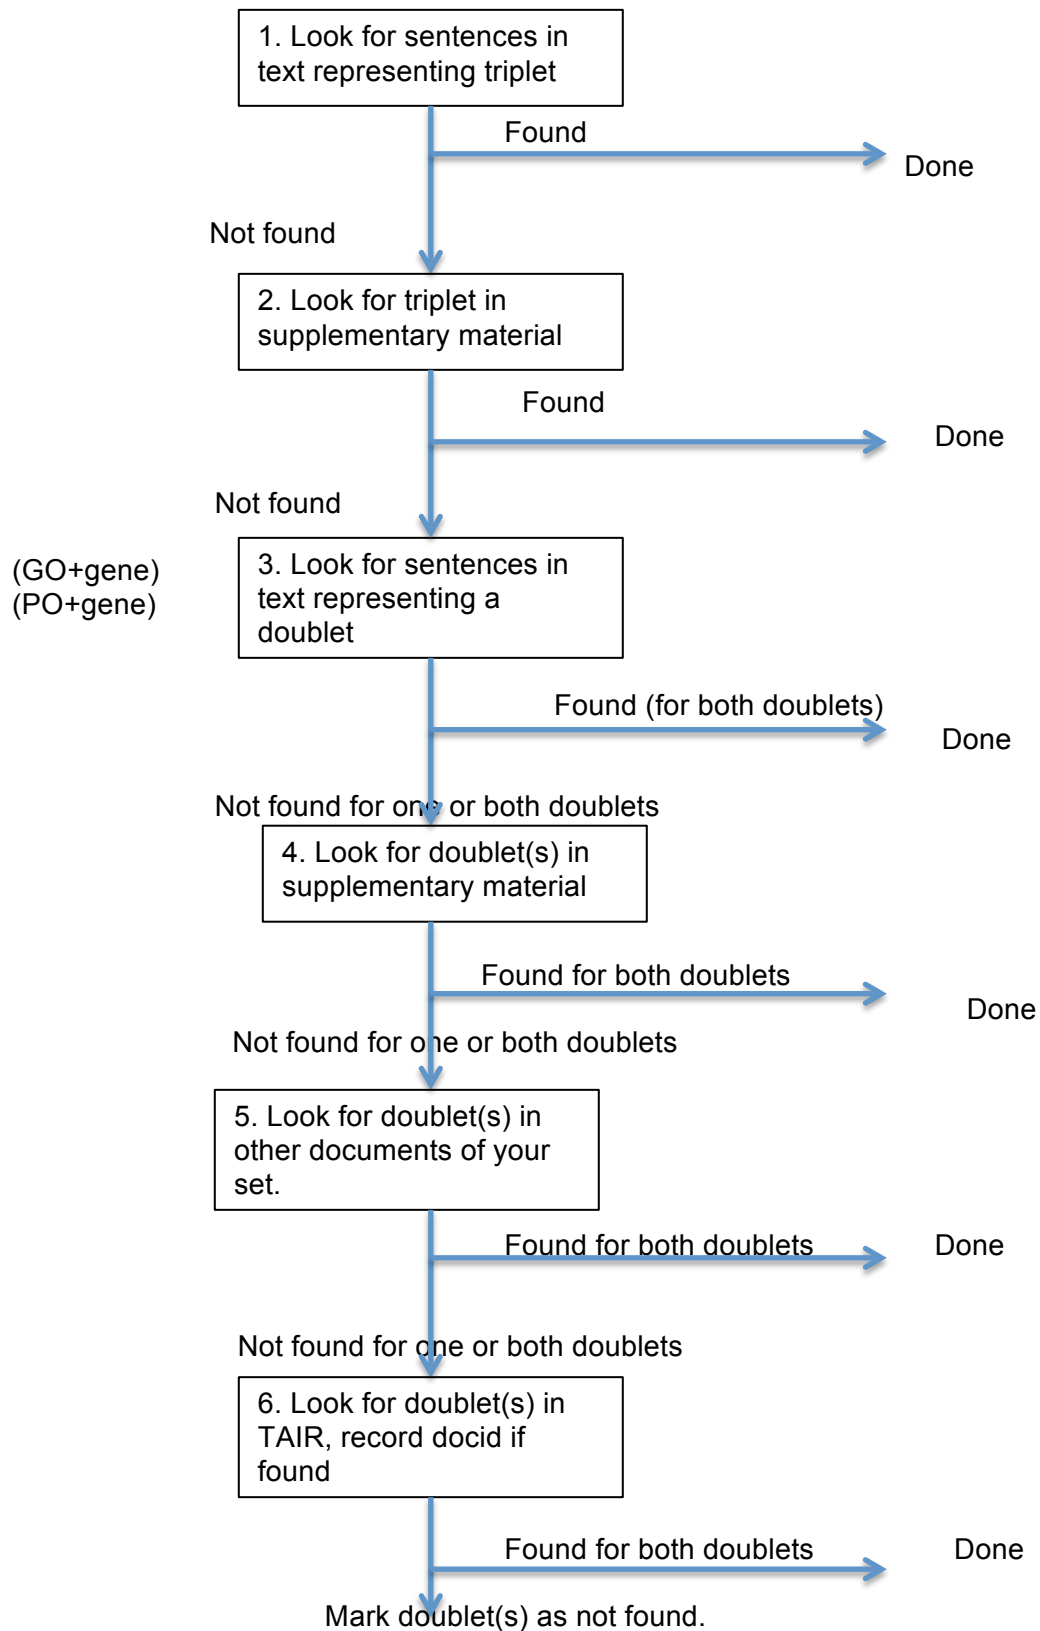 1. Look for sentences in
text representing triplet
Found
Done
Not found
2. Look for triplet in
supplementary material
Found
Done
Not found
(GO+gene)
(PO+gene)
3. Look for sentences in
text representing a
doublet
Found (for both doublets)
Done
Not found for one or both doublets
4. Look for doublet(s) in
supplementary material
Found for both doublets
Done
Not found for one or both doublets
5. Look for doublet(s) in
other documents of your
set.
Found for both doublets
Done
Not found for one or both doublets
6. Look for doublet(s) in
TAIR, record docid if
found
Found for both doublets
Done
Mark doublet(s) as not found.